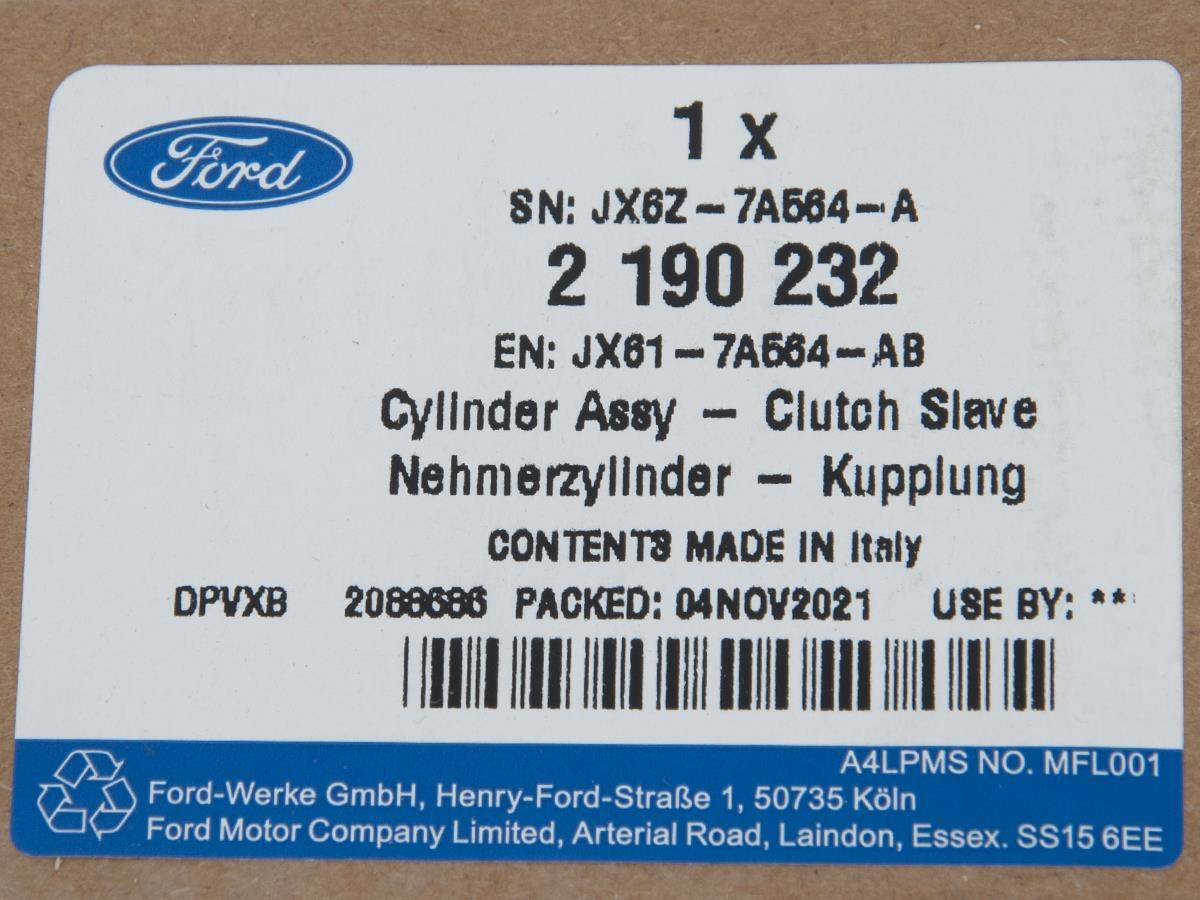 Ford
1 x
SN: JX6Z-7A564-A
2 190 232
EN: JX61-7A564-AB
Cylinder Assy - Clutch Slave
Nehmerzylinder - Kupplung
CONTENTS MADE IN Italy
DPVXB PACKED: 04NOV2021 USE BY: **
A4LPMS NO. MFL001
Ford-Werke GmbH, Henry-Ford-Straße 1, 50735 Köln
Ford Motor Company Limited, Arterial Road, Laindon, Essex. SS15 6EE